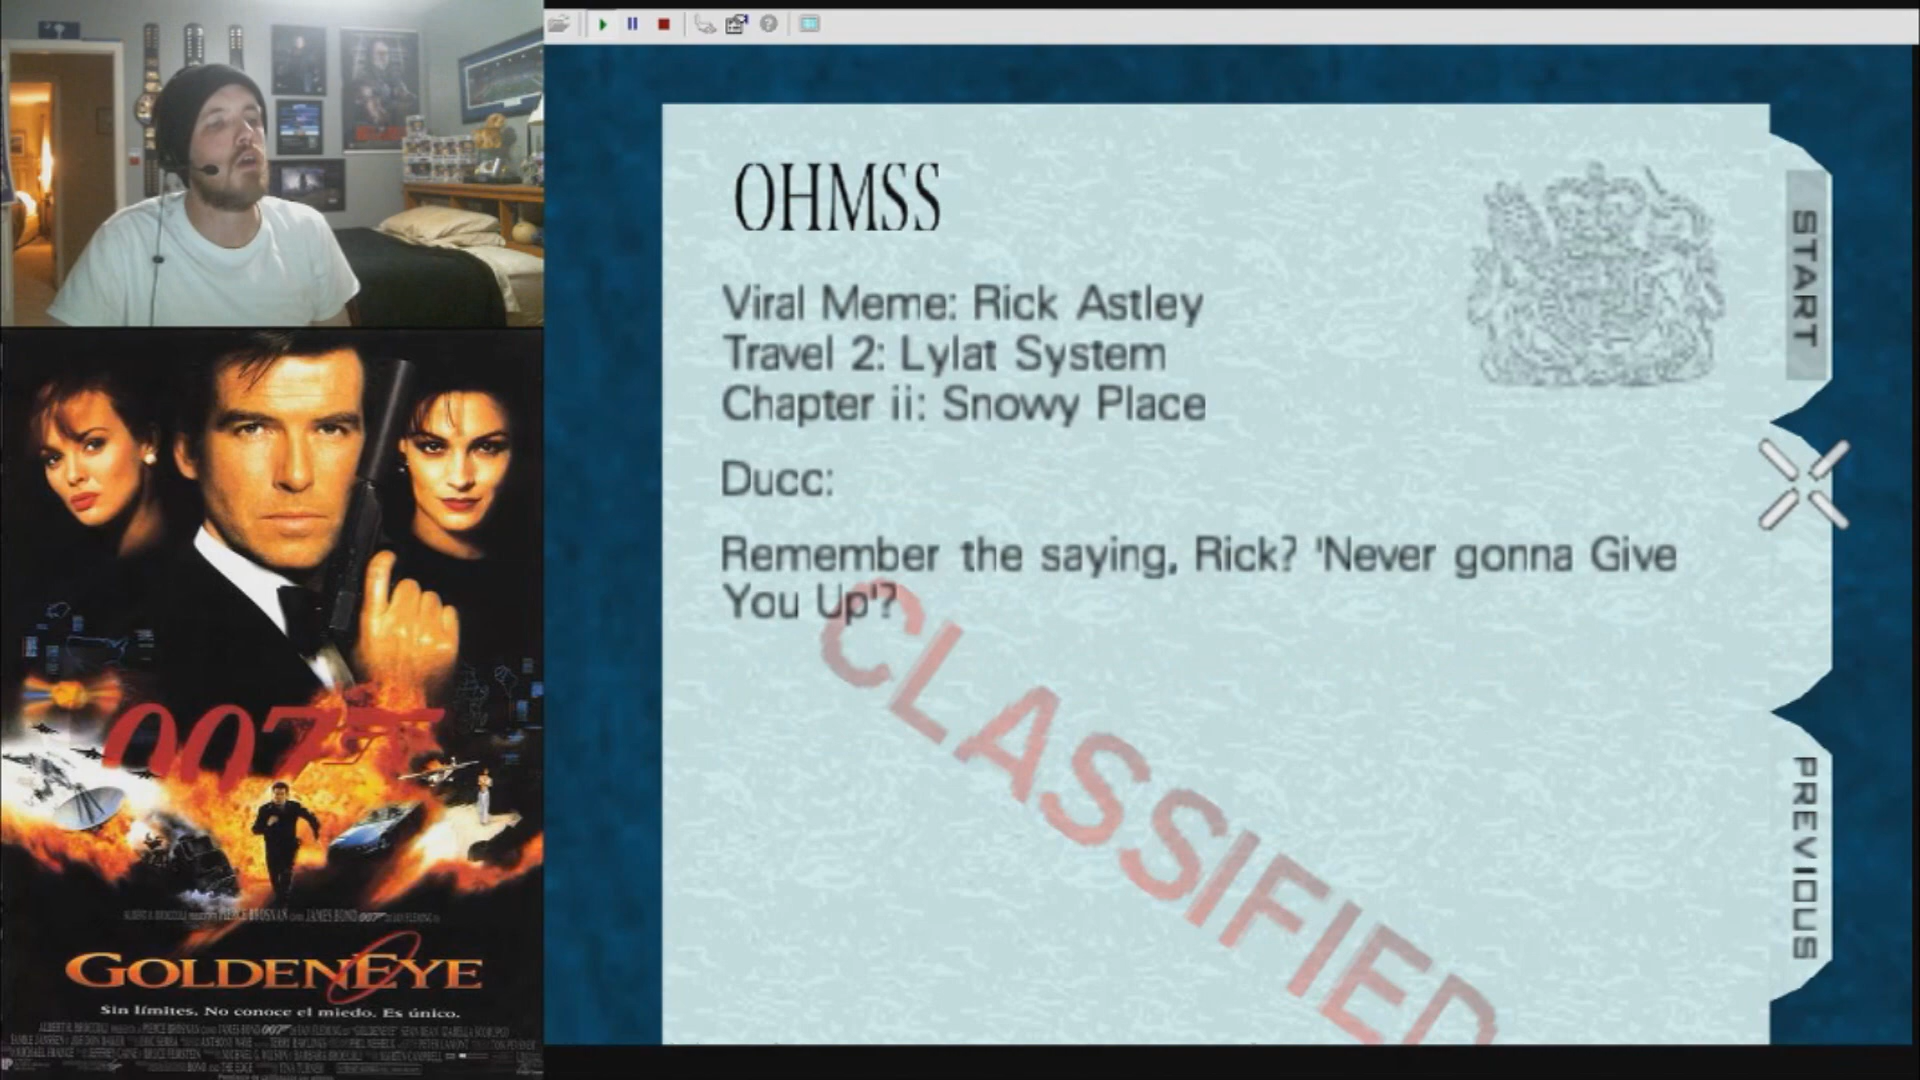 OHMSS
Viral Meme: Rick Astley
Travel 2: Lylat System
Chapter ii: Snowy Place
Ducc:
Remember the saying, Rick? 'Never gonna Give
You Up'?
CLASSIFIED
START
PREVIOUS
007
GOLDENEYE
Sin límites. No conoce el miedo. Es único.